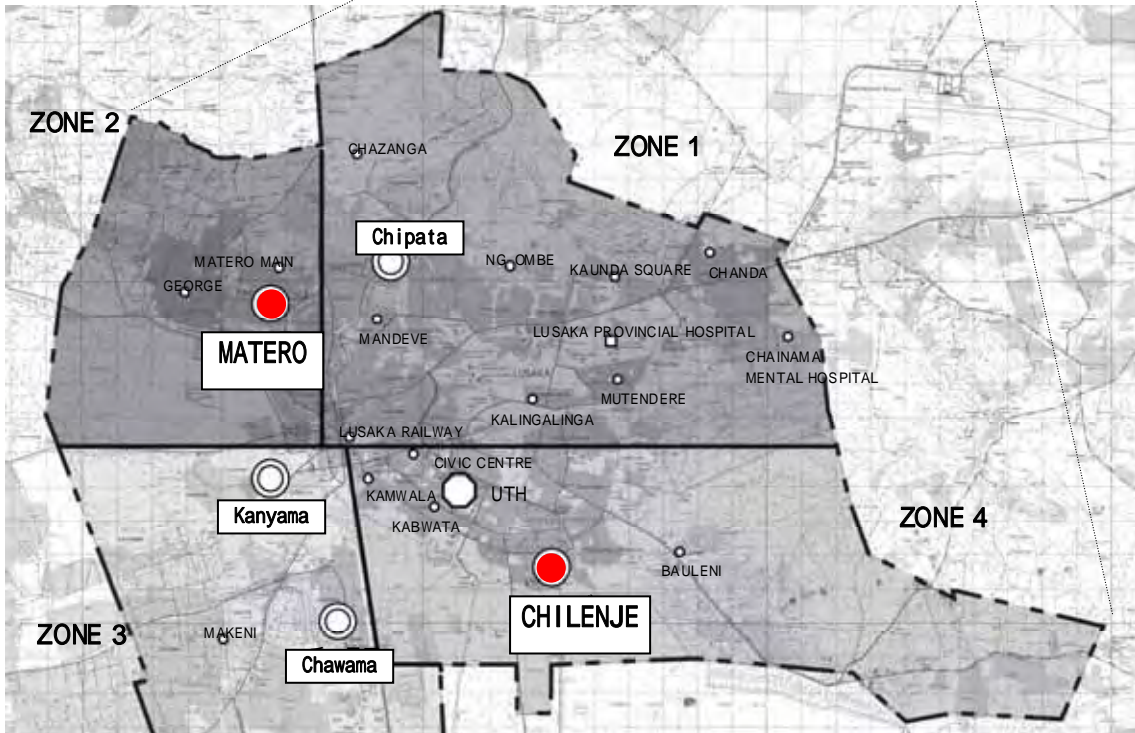 ZONE 2
ZONE 1
CHAZANGA
Chipata
MATERO MAIN
GEORGE
NG OMBE
KAUNDA SQUARE
CHANDA
MATERO
MANDEVE
LUSAKA PROVINCIAL HOSPITAL
CHAINAMA
MENTAL HOSPITAL
MUTENDERE
KALINGALINGA
LUSAKA RAILWAY
CIVIC CENTRE
KAMWALA
UTH
KABWATA
Kanyama
ZONE 4
BAULENI
CHILENJE
ZONE 3
MAKENI
Chawama